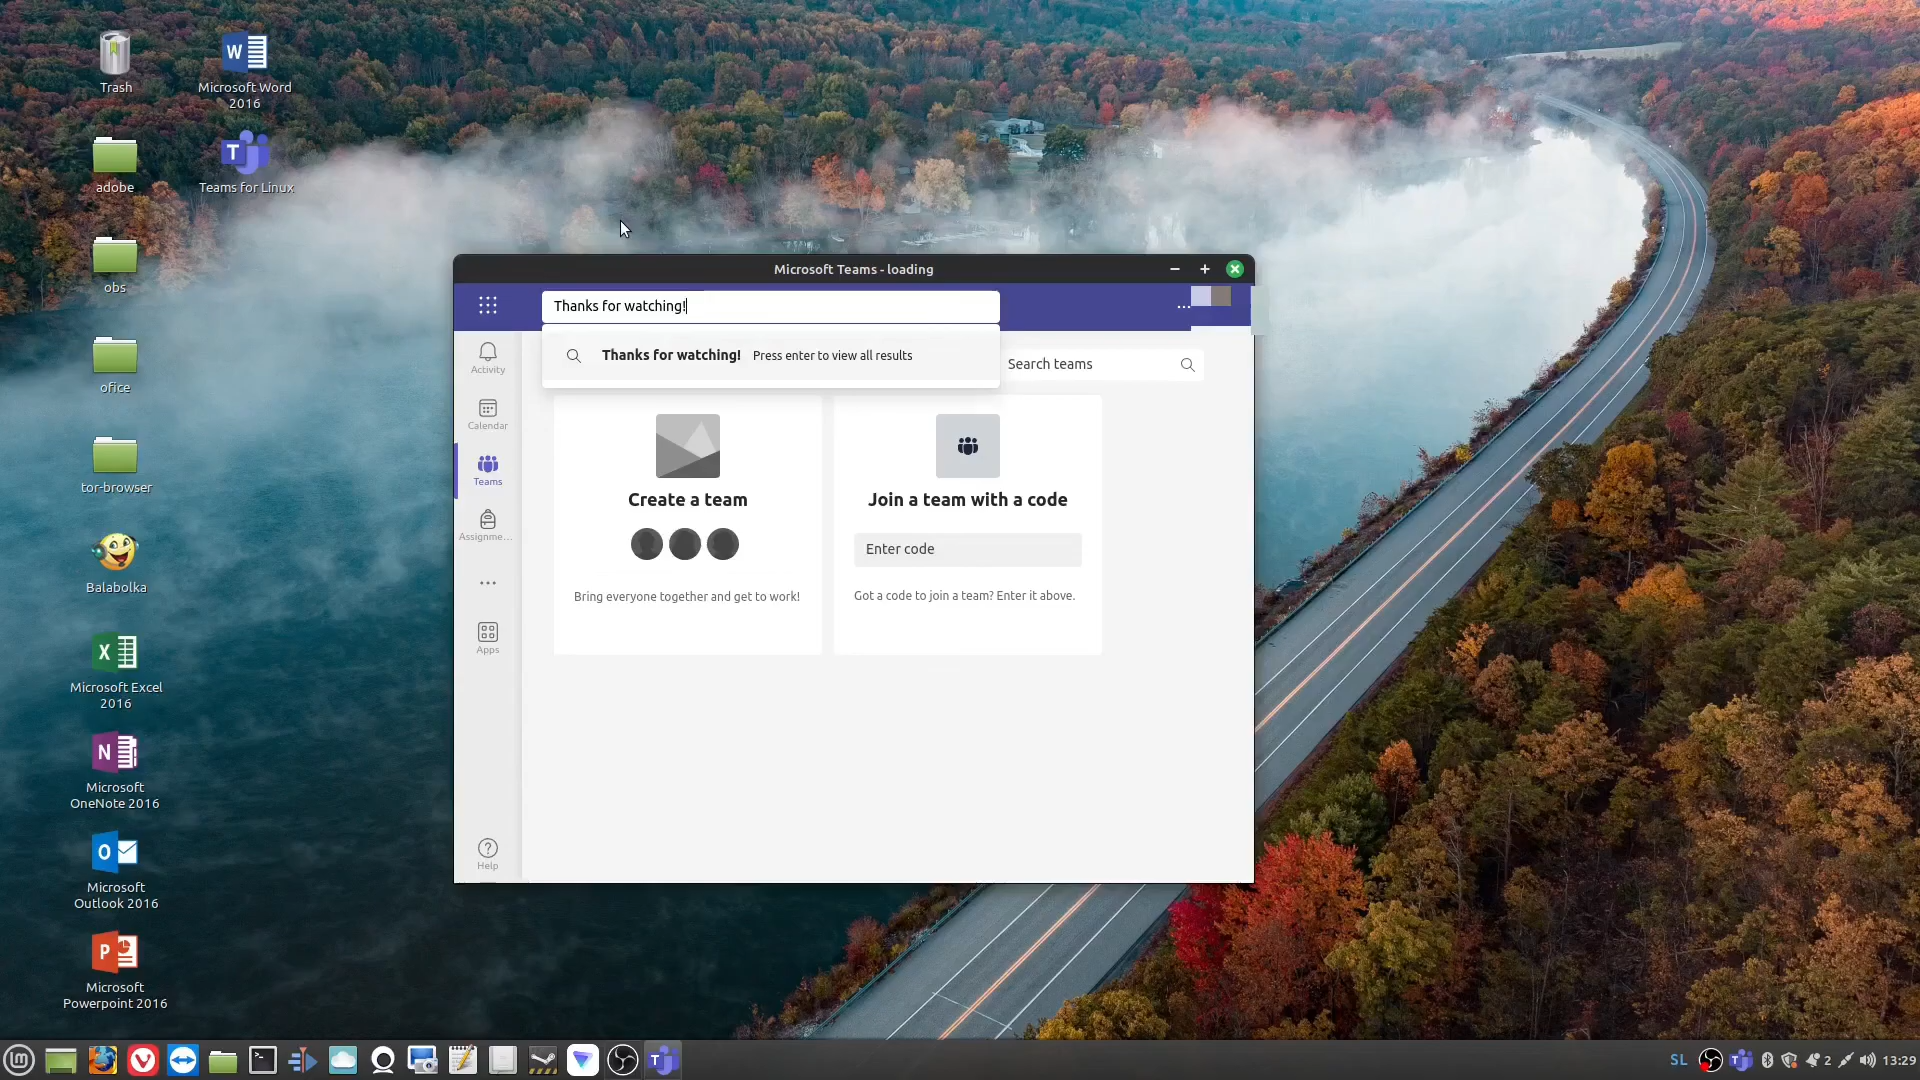 Trash
Microsoft Word
2016
adobe
Teams for Linux
obs
ofice
tor-browser
Balabolka
Microsoft Excel
2016
Microsoft
OneNote 2016
Microsoft
Outlook 2016
Microsoft
Powerpoint 2016
Microsoft Teams - loading
Thanks for watching!
Thanks for watching! Press enter to view all results
Search teams
Activity
Calendar
Teams
Assignme...
Apps
Help
Create a team
Bring everyone together and get to work!
Join a team with a code
Enter code
Got a code to join a team? Enter it above.
SL
2
13:29